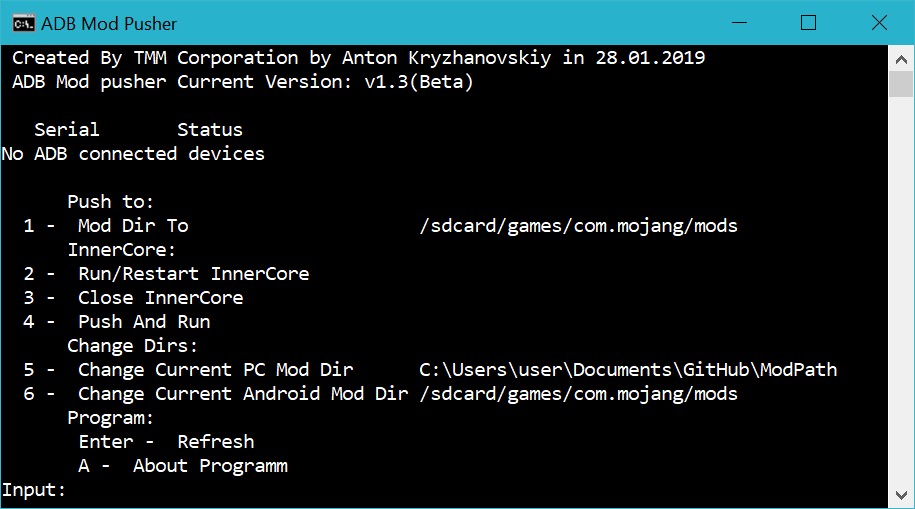 ADB Mod Pusher
Created By TMM Corporation by Anton Kryzhanovskiy in 28.01.2019
ADB Mod pusher Current Version: v1.3(Beta)
Serial Status
No ADB connected devices
Push to:
1 - Mod Dir To /sdcard/games/com.mojang/mods
InnerCore:
2 - Run/Restart InnerCore
3 - Close InnerCore
4 - Push And Run
Change Dirs:
5 - Change Current PC Mod Dir C:\Users\user\Documents\GitHub\ModPath
6 - Change Current Android Mod Dir /sdcard/games/com.mojang/mods
Program:
Enter - Refresh
A - About Programm
Input: